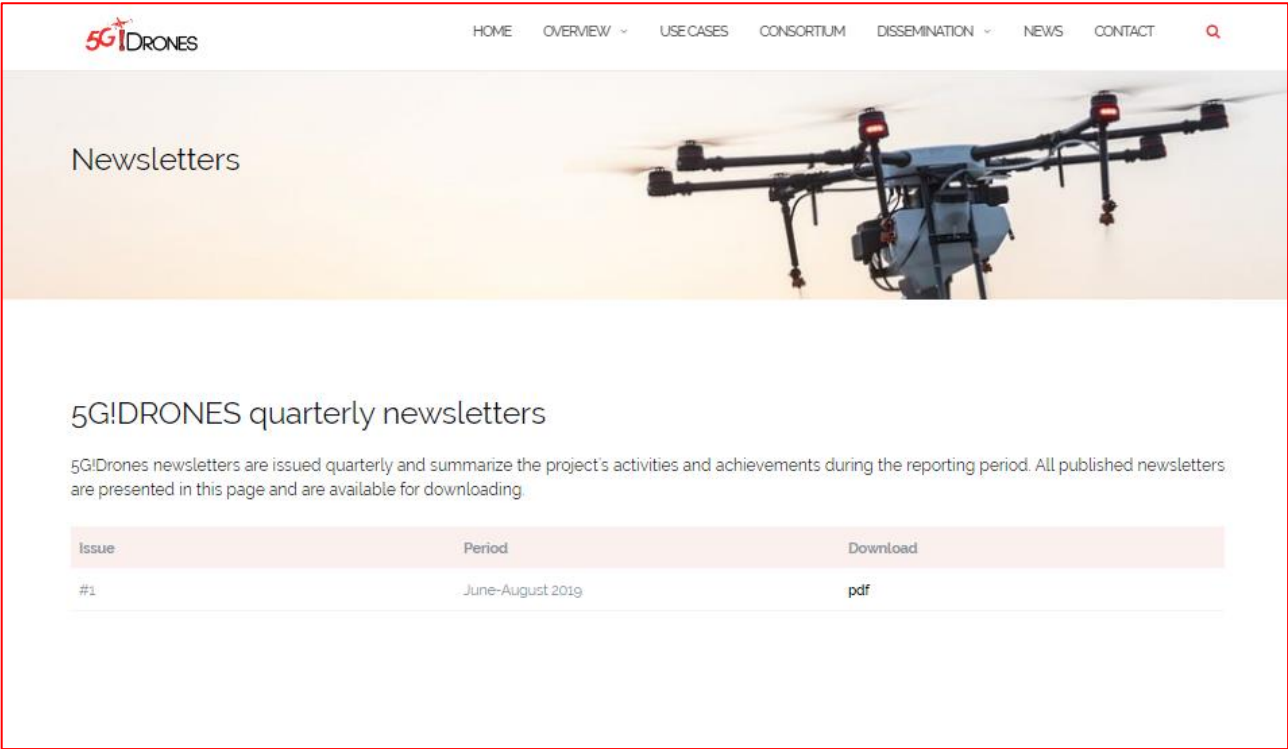 5G!DRONES
HOME OVERVIEW USE CASES CONSORTIUM DISSEMINATION NEWS CONTACT
Newsletters
5G!DRONES quarterly newsletters
5G!Drones newsletters are issued quarterly and summarize the project's activities and achievements during the reporting period. All published newsletters
are presented in this page and are available for downloading.
Issue Period Download
#1 June-August 2019 pdf